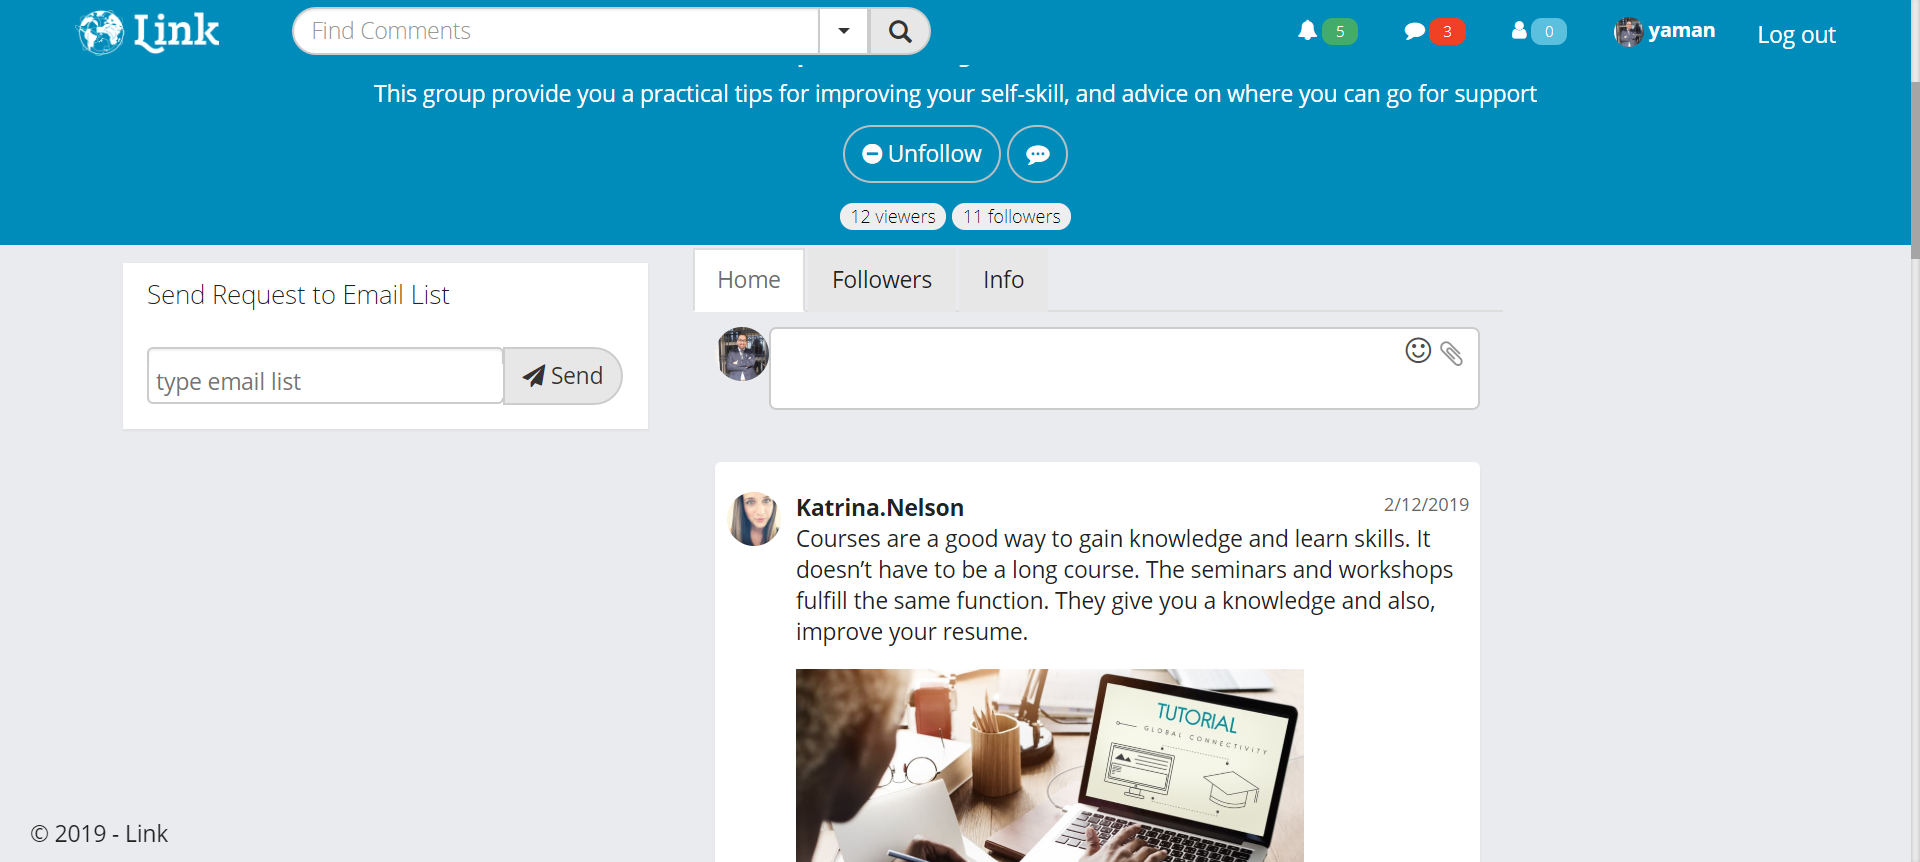 Link
Find Comments
5
3
0
yaman
Log out
This group provide you a practical tips for improving your self-skill, and advice on where you can go for support
Unfollow
12 viewers
11 followers
Send Request to Email List
type email list
Send
Home
Followers
Info
Katrina.Nelson
2/12/2019
Courses are a good way to gain knowledge and learn skills. It
doesn’t have to be a long course. The seminars and workshops
fulfill the same function. They give you a knowledge and also,
improve your resume.
TUTORIAL
GLOBAL CONNECTIVITY
© 2019 - Link